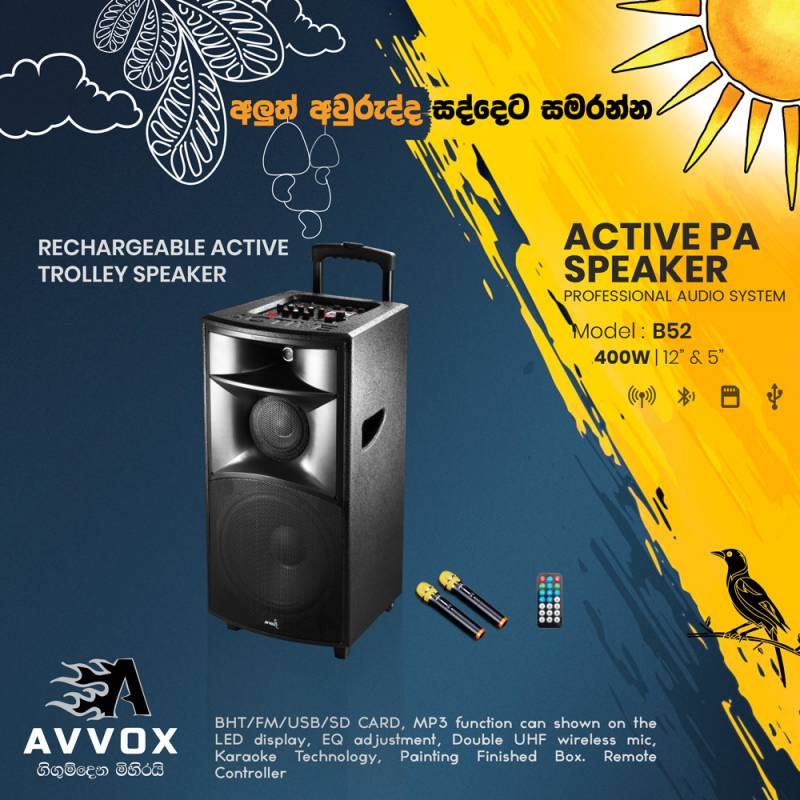 අලුත් අවුරුද්ද සද්දෙට සමරන්න
RECHARGEABLE ACTIVE
TROLLEY SPEAKER
ACTIVE PA
SPEAKER
PROFESSIONAL AUDIO SYSTEM
Model : B52
400W | 12” & 5”
AVVOX
ගිගුම්දෙන මිහිරයි
BHT/FM/USB/SD CARD, MP3 function can shown on the
LED display, EQ adjustment, Double UHF wireless mic,
Karaoke Technology, Painting Finished Box. Remote
Controller